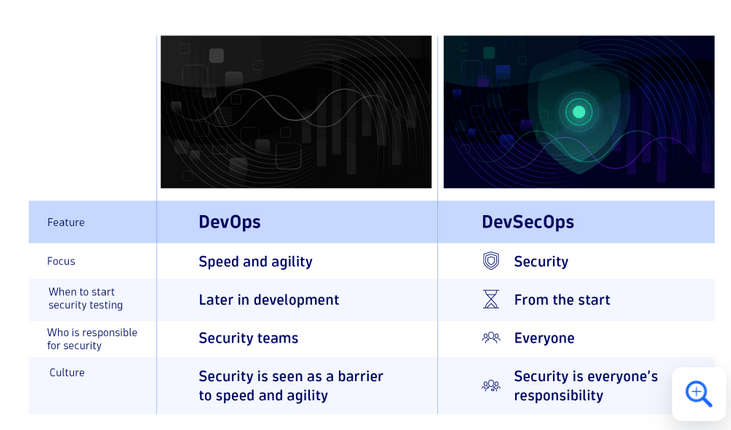 Feature
DevOps
DevSecOps
Focus
Speed and agility
Security
When to start
security testing
Later in development
From the start
Who is responsible
for security
Security teams
Everyone
Culture
Security is seen as a barrier
to speed and agility
Security is everyone's
responsibility